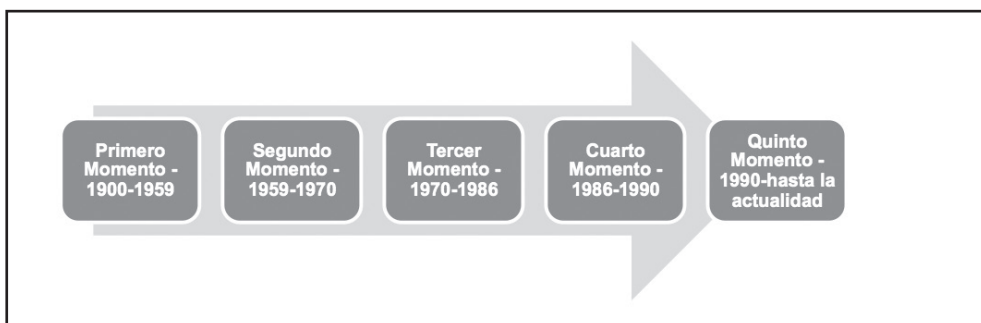 Primero
Momento -
1900-1959
Segundo
Momento -
1959-1970
Tercer
Momento -
1970-1986
Cuarto
Momento -
1986-1990
Quinto
Momento -
1990-hasta la
actualidad